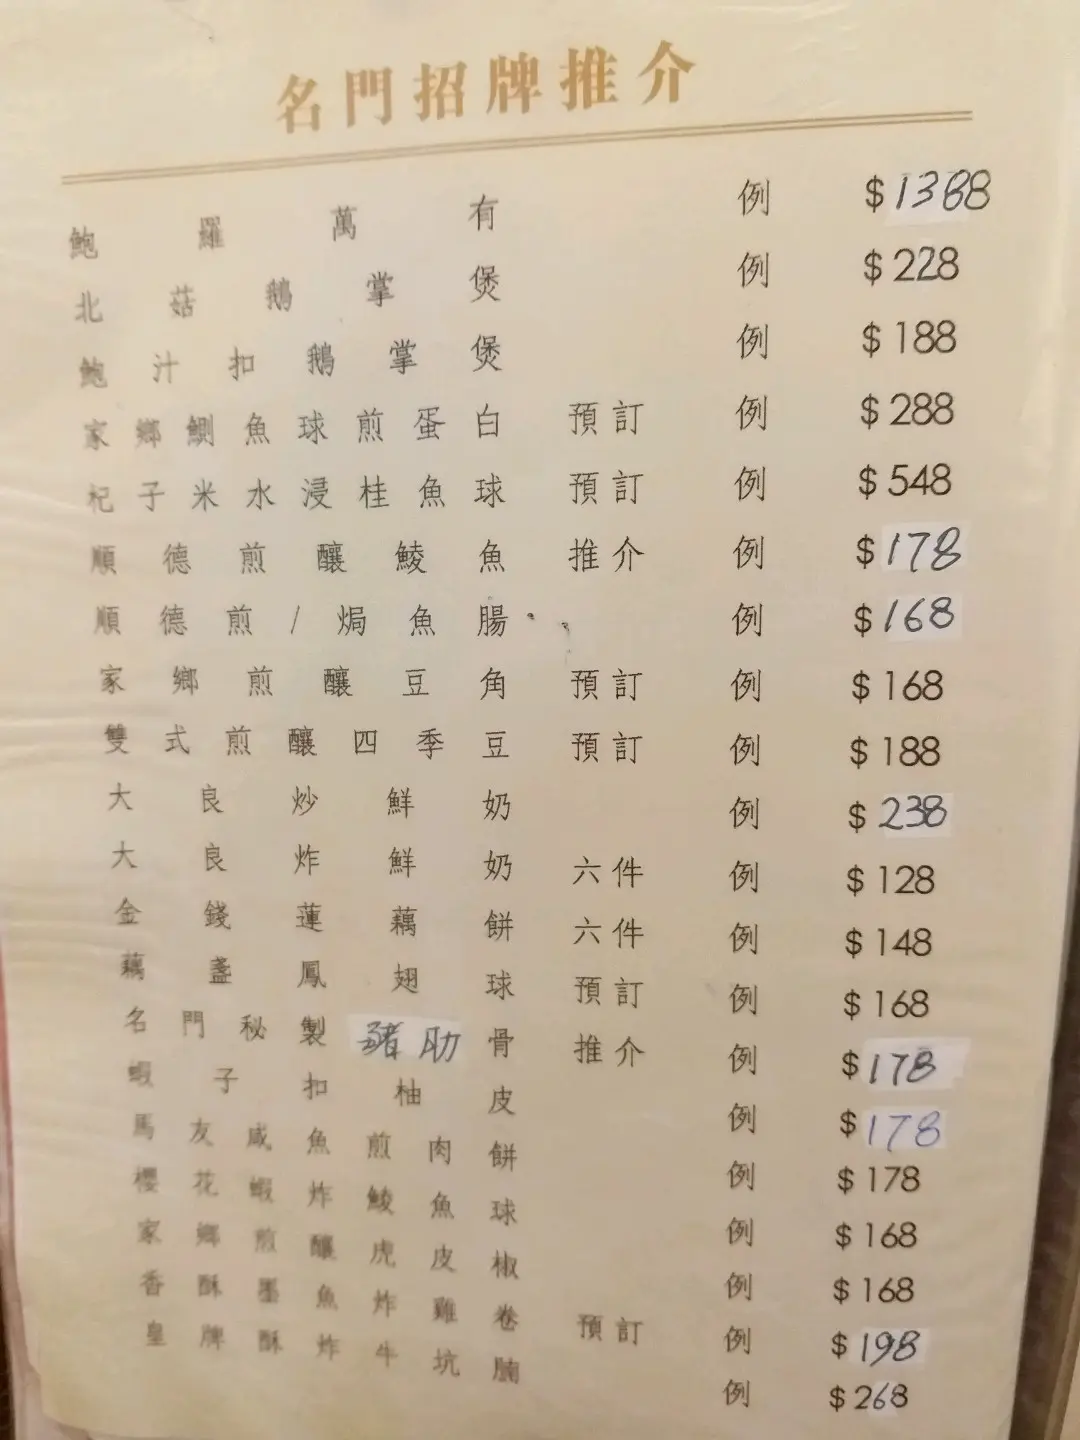 名門招牌推介
鮑羅萬有 例 $1388
北菇鵝掌煲 例 $228
鮑汁扣鵝掌煲 例 $188
家鄉鰂魚球煎蛋白 預訂 例 $288
杞子米水浸桂魚球 預訂 例 $548
順德煎釀鯪魚 推介 例 $178
順德煎/焗魚腸 例 $168
家鄉煎釀豆角 預訂 例 $168
雙式煎釀四季豆 預訂 例 $188
大良炒鮮奶 例 $238
大良炸鮮奶 六件 例 $128
金錢蓮藕餅 六件 例 $148
藕盞鳳翅球 預訂 例 $168
名門秘製豬肋骨 推介 例 $178
蝦子扣柚皮 例 $178
馬友咸魚煎肉餅 例 $178
櫻花蝦炸鯪魚球 例 $168
家鄉煎釀虎皮椒 例 $168
香酥墨魚炸雞卷 預訂 例 $198
皇牌酥炸牛坑腩 例 $268